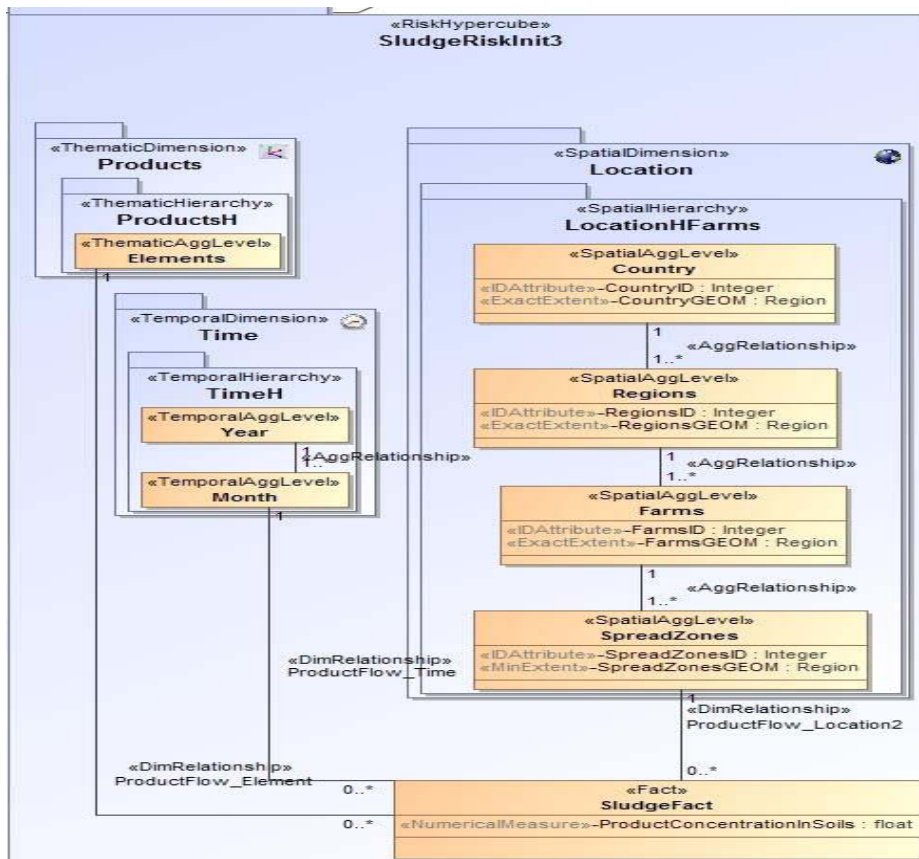 «RiskHypercube»
SludgeRiskInit3
«ThematicDimension»
Products
«ThematicHierarchy»
ProductsH
«ThematicAggLevel»
Elements
1
«TemporalDimension»
Time
«TemporalHierarchy»
TimeH
«TemporalAggLevel»
Year
1
1..*
«AggRelationship»
«TemporalAggLevel»
Month
1
«SpatialDimension»
Location
«SpatialHierarchy»
LocationHFarms
«SpatialAggLevel»
Country
«IDAttribute»-CountryID : Integer
«ExactExtent»-CountryGEOM : Region
1
«AggRelationship»
1..*
«SpatialAggLevel»
Regions
«IDAttribute»-RegionsID : Integer
«ExactExtent»-RegionsGEOM : Region
1
«AggRelationship»
1..*
«SpatialAggLevel»
Farms
«IDAttribute»-FarmsID : Integer
«ExactExtent»-FarmsGEOM : Region
1
«AggRelationship»
1..*
«SpatialAggLevel»
SpreadZones
«IDAttribute»-SpreadZonesID : Integer
«MinExtent»-SpreadZonesGEOM : Region
1
«DimRelationship»
ProductFlow_Time
«DimRelationship»
ProductFlow_Location2
0..*
«DimRelationship»
ProductFlow_Element
0..*
0..*
«Fact»
SludgeFact
«NumericalMeasure»-ProductConcentrationInSoils : float